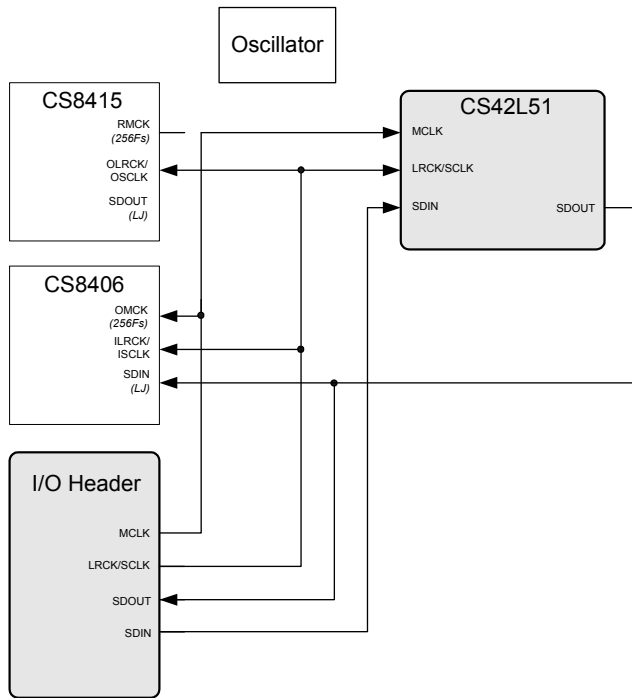 Oscillator
CS8415
RMCK
(256Fs)
OLRCK/
OSCLK
SDOUT
(LJ)
CS42L51
MCLK
LRCK/SCLK
SDIN
SDOUT
CS8406
OMCK
(256Fs)
ILRCK/
ISCLK
SDIN
(LJ)
I/O Header
MCLK
LRCK/SCLK
SDOUT
SDIN